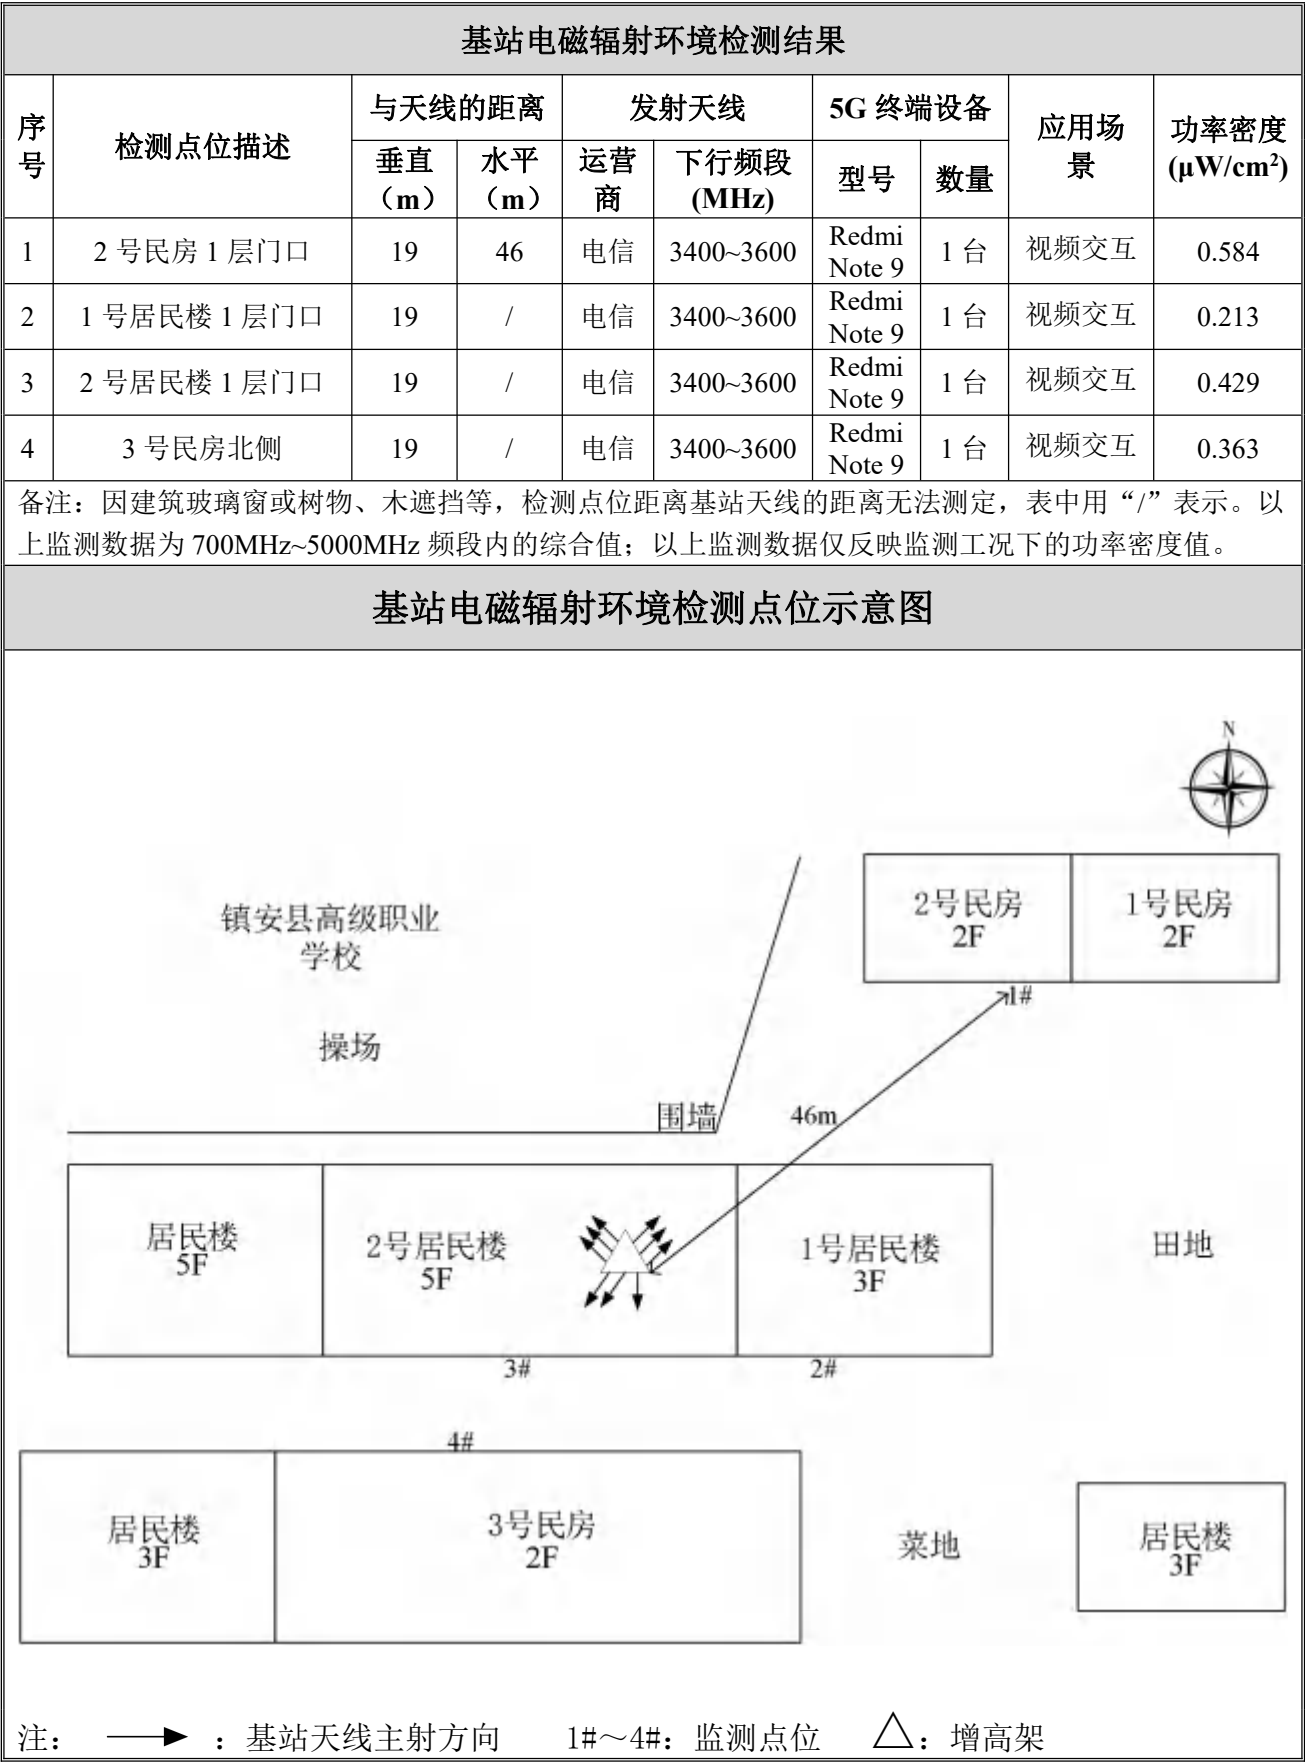 基站电磁辐射环境检测结果
序号 检测点位描述 与天线的距离 发射天线 5G 终端设备 应用场景 功率密度(μW/cm²)
垂直（m） 水平（m） 运营商 下行频段(MHz) 型号 数量
1 2 号民房 1 层门口 19 46 电信 3400~3600 Redmi Note 9 1 台 视频交互 0.584
2 1 号居民楼 1 层门口 19 / 电信 3400~3600 Redmi Note 9 1 台 视频交互 0.213
3 2 号居民楼 1 层门口 19 / 电信 3400~3600 Redmi Note 9 1 台 视频交互 0.429
4 3 号民房北侧 19 / 电信 3400~3600 Redmi Note 9 1 台 视频交互 0.363
备注：因建筑玻璃窗或树物、木遮挡等，检测点位距离基站天线的距离无法测定，表中用“/”表示。以
上监测数据为 700MHz~5000MHz 频段内的综合值；以上监测数据仅反映监测工况下的功率密度值。
基站电磁辐射环境检测点位示意图
N
2号民房
2F
1号民房
2F
镇安县高级职业
学校
1#
操场
围墙
46m
居民楼
5F
2号居民楼
5F
1号居民楼
3F
田地
3#
2#
4#
居民楼
3F
3号民房
2F
菜地
居民楼
3F
注： ：基站天线主射方向 1#～4#：监测点位 △：增高架